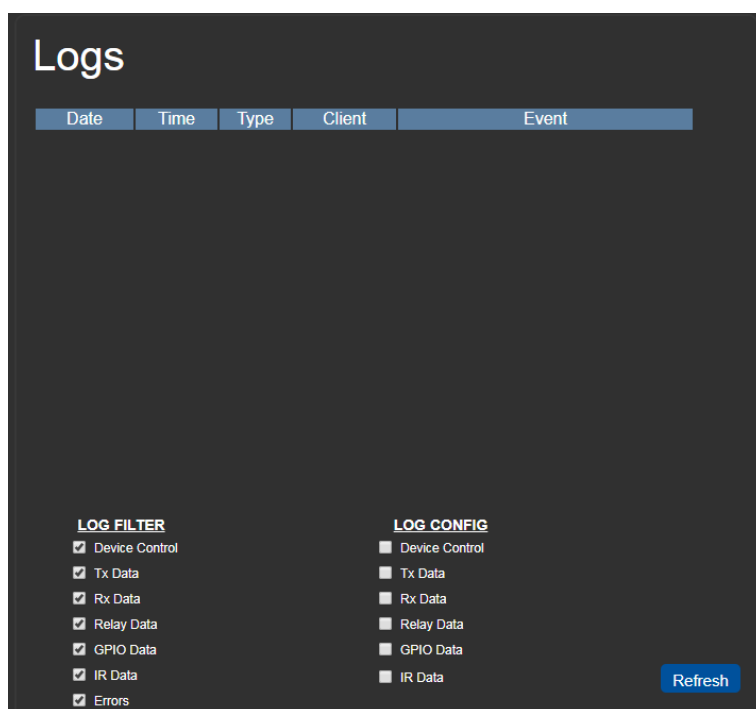 Logs
Date Time Type Client Event
LOG FILTER LOG CONFIG
Device Control Device Control
Tx Data Tx Data
Rx Data Rx Data
Relay Data Relay Data
GPIO Data GPIO Data
IR Data IR Data Refresh
Errors